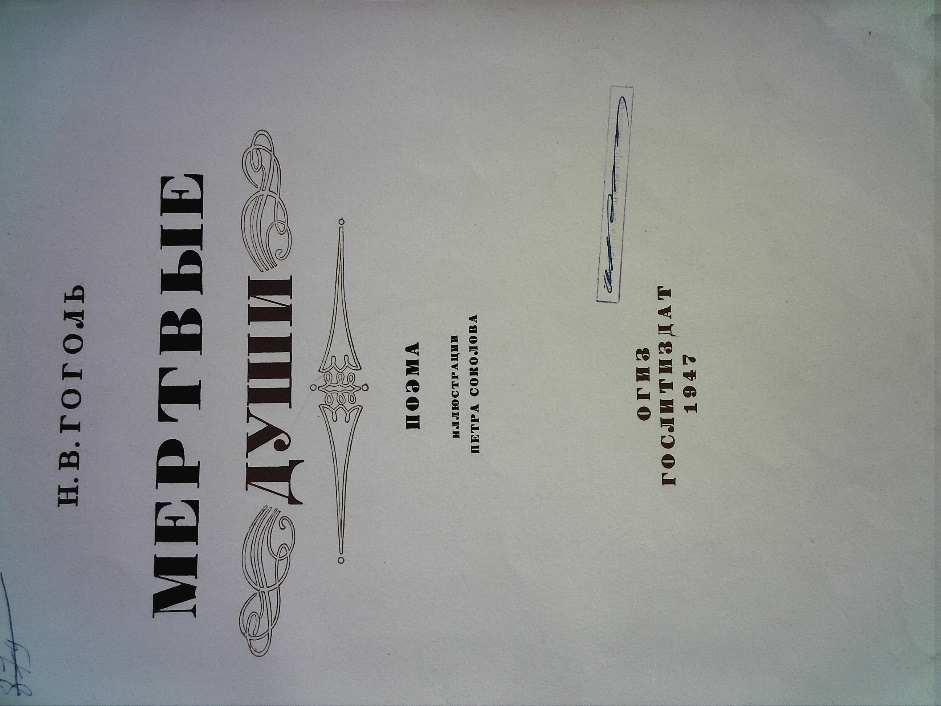 Н. В. ГОГОЛЬ
МЕРТВЫЕ
ДУШИ
ПОЭМА
ИЛЛЮСТРАЦИИ
ПЕТРА СОКОЛОВА
ОГИЗ
ГОСЛИТИЗДАТ
1947